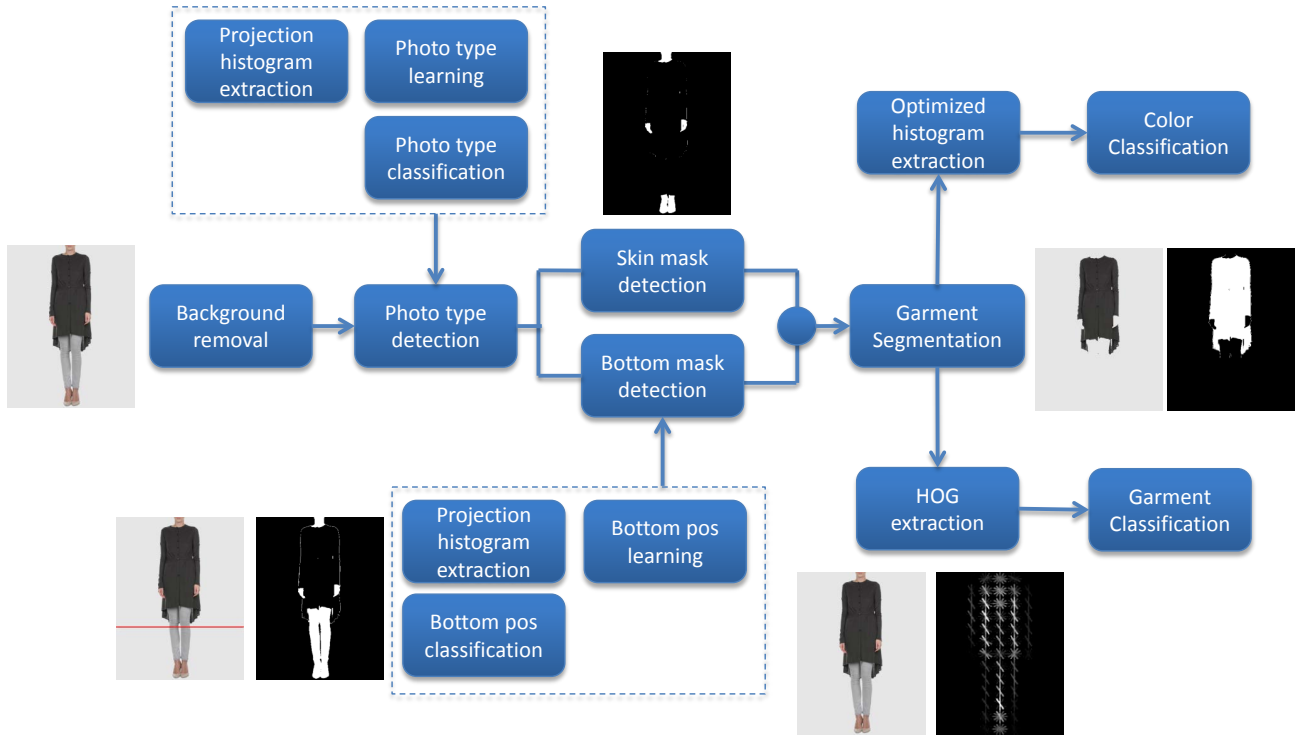 Projection
histogram
extraction
Photo type
learning
Photo type
classification
Optimized
histogram
extraction
Color
Classification
Skin mask
detection
Background
removal
Photo type
detection
Garment
Segmentation
Bottom mask
detection
HOG
extraction
Garment
Classification
Projection
histogram
extraction
Bottom pos
learning
Bottom pos
classification